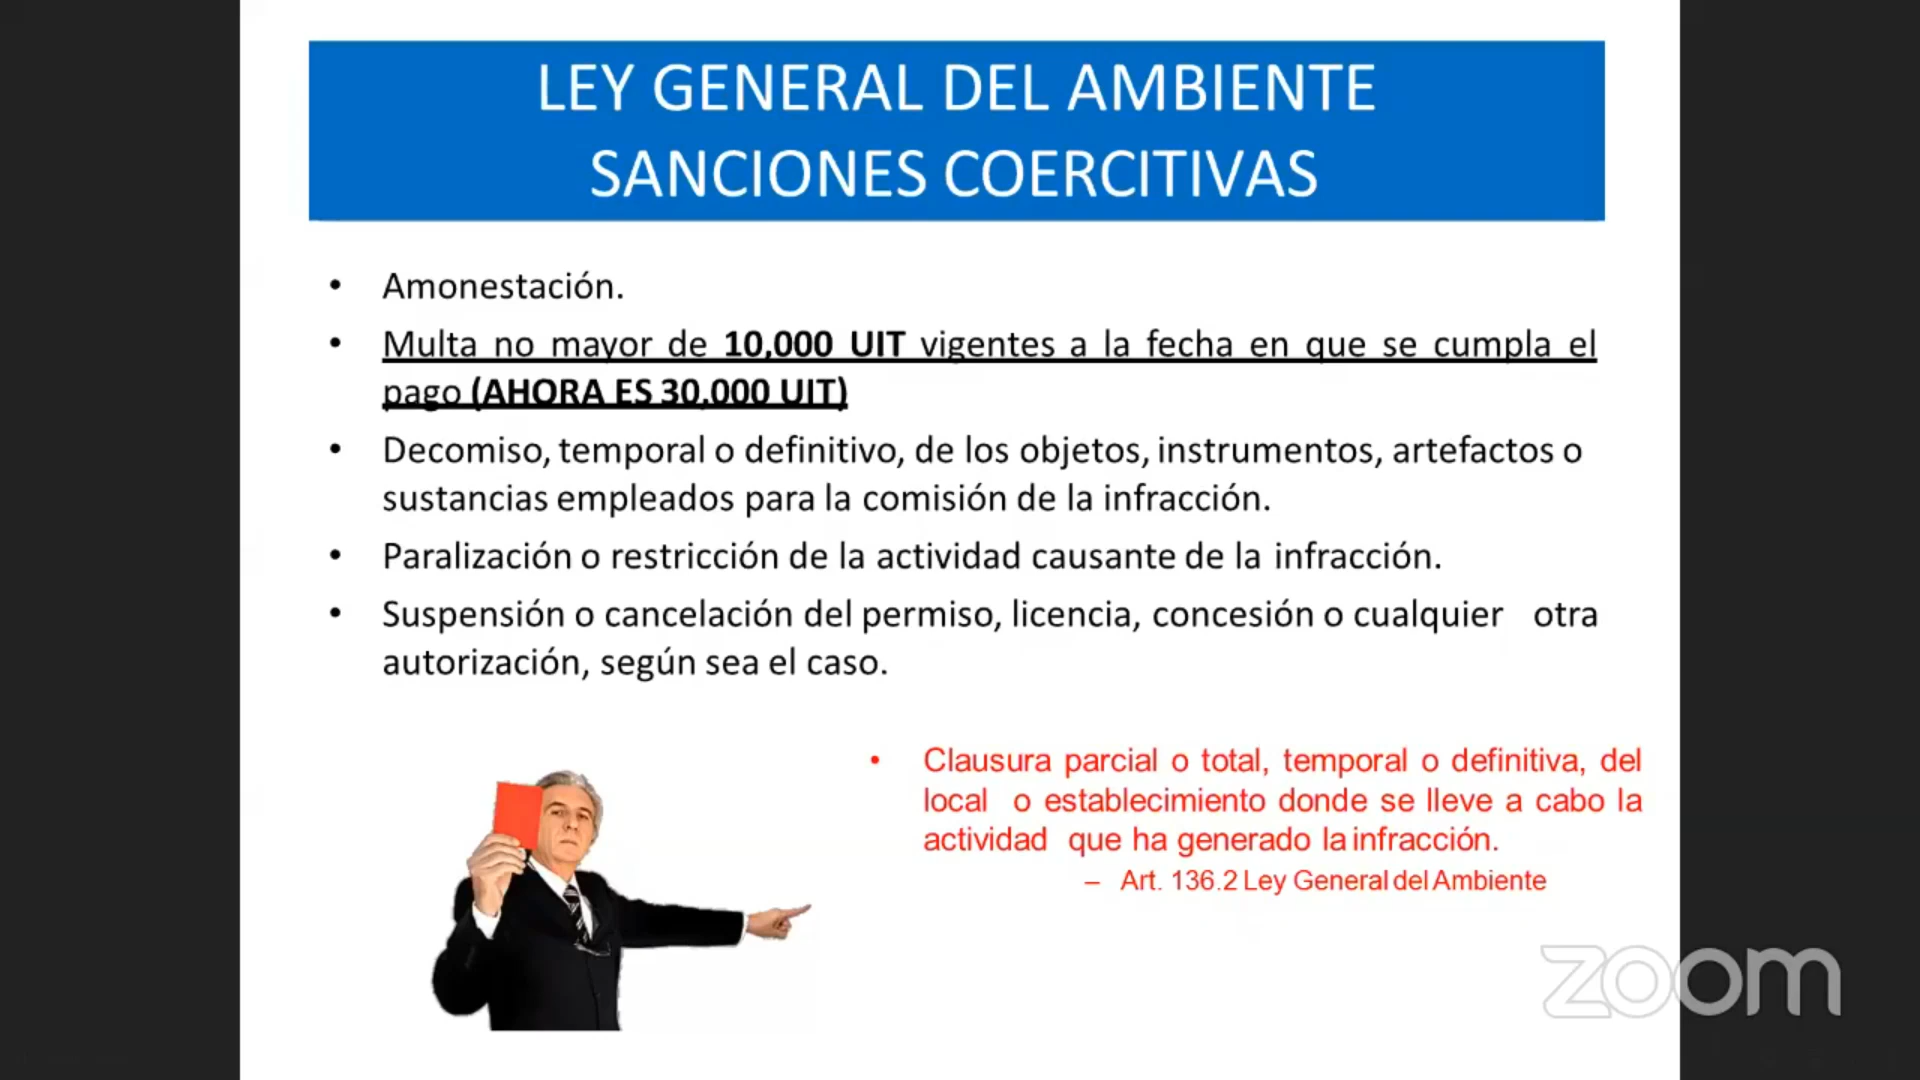 LEY GENERAL DEL AMBIENTE
SANCIONES COERCITIVAS
• Amonestación.
• Multa no mayor de 10,000 UIT vigentes a la fecha en que se cumpla el
pago (AHORA ES 30,000 UIT)
• Decomiso, temporal o definitivo, de los objetos, instrumentos, artefactos o
sustancias empleados para la comisión de la infracción.
• Paralización o restricción de la actividad causante de la infracción.
• Suspensión o cancelación del permiso, licencia, concesión o cualquier otra
autorización, según sea el caso.
• Clausura parcial o total, temporal o definitiva, del
local o establecimiento donde se lleve a cabo la
actividad que ha generado la infracción.
– Art. 136.2 Ley General del Ambiente
zoom